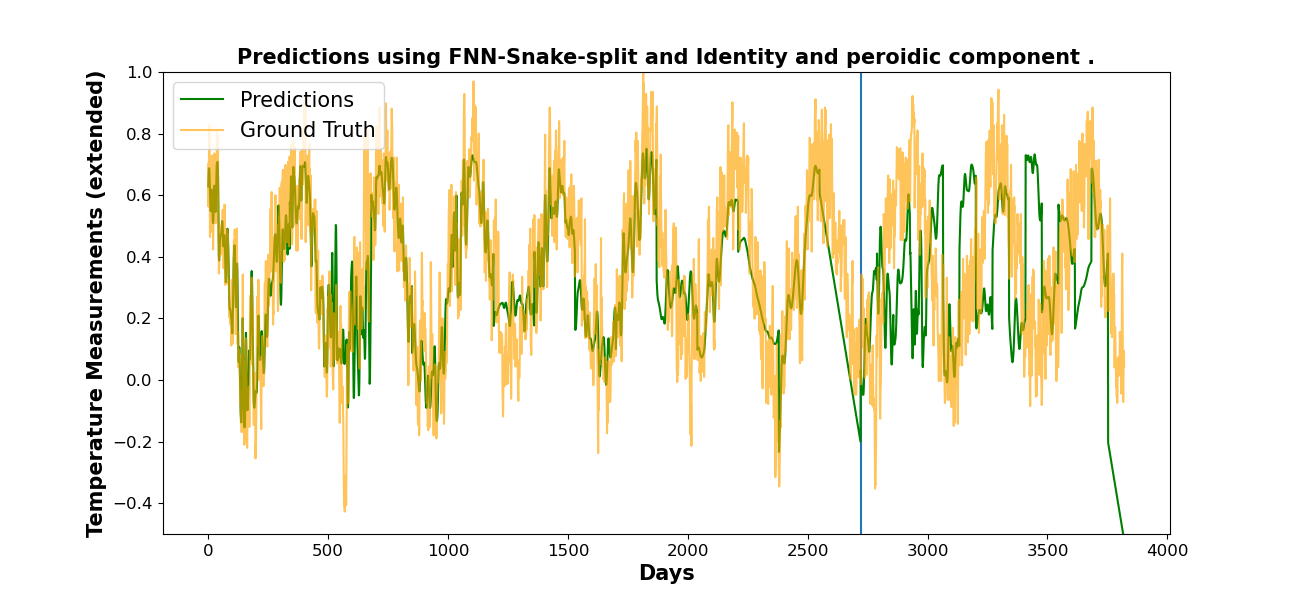 Predictions using FNN-Snake-split and Identity and peroidic component .
Temperature Measurements (extended)
1.0
0.8
0.6
0.4
0.2
0.0
−0.2
−0.4
Predictions
Ground Truth
0 500 1000 1500 2000 2500 3000 3500 4000
Days